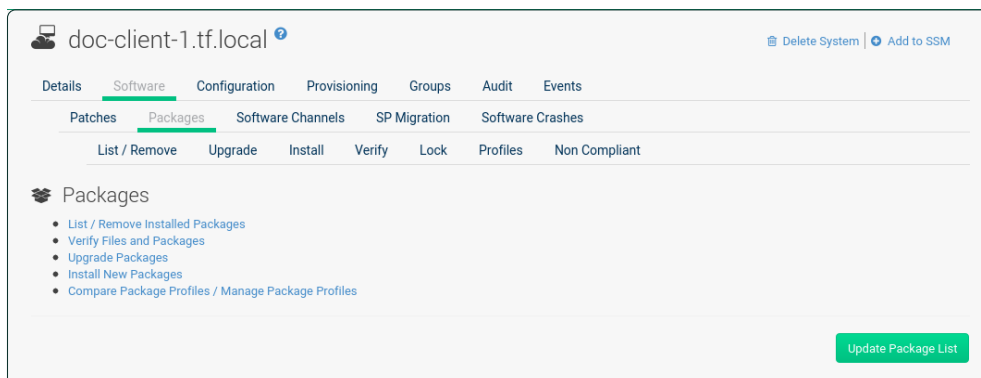 doc-client-1.tf.local ?
Delete System | Add to SSM
Details Software Configuration Provisioning Groups Audit Events
Patches Packages Software Channels SP Migration Software Crashes
List / Remove Upgrade Install Verify Lock Profiles Non Compliant
Packages
List / Remove Installed Packages
Verify Files and Packages
Upgrade Packages
Install New Packages
Compare Package Profiles / Manage Package Profiles
Update Package List